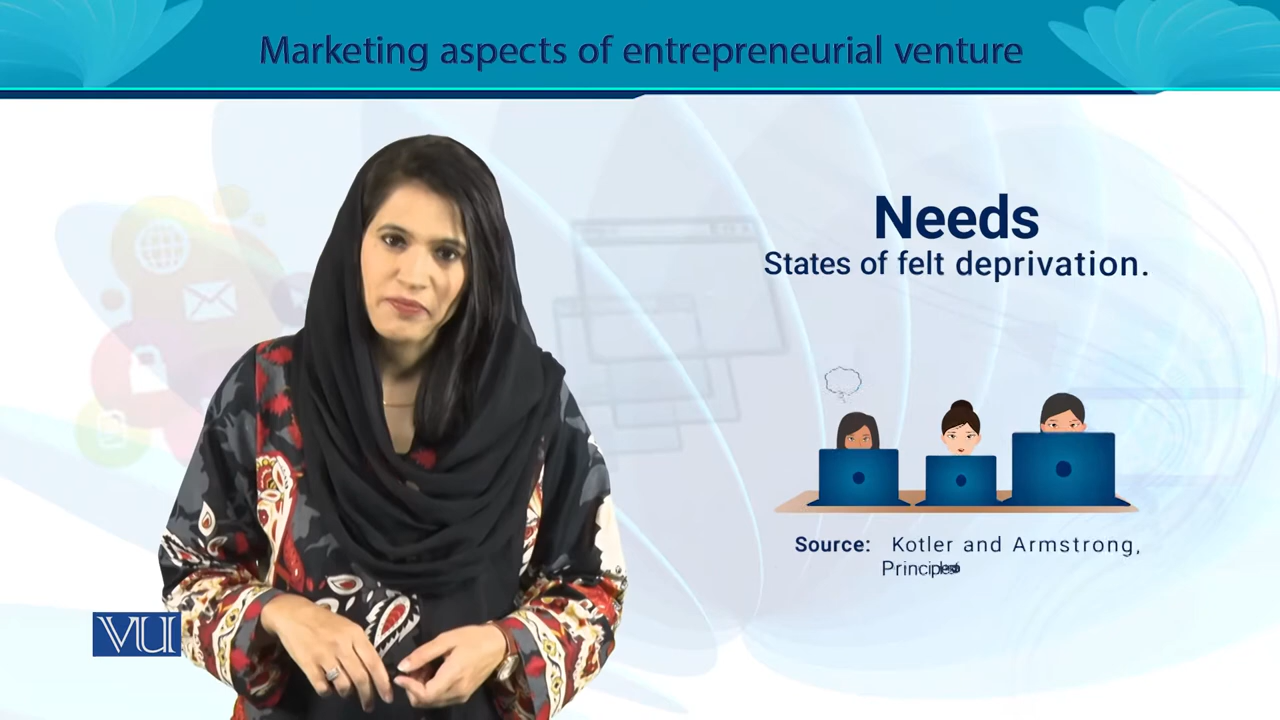 Marketing aspects of entrepreneurial venture
Needs
States of felt deprivation.
Source: Kotler and Armstrong,
VU